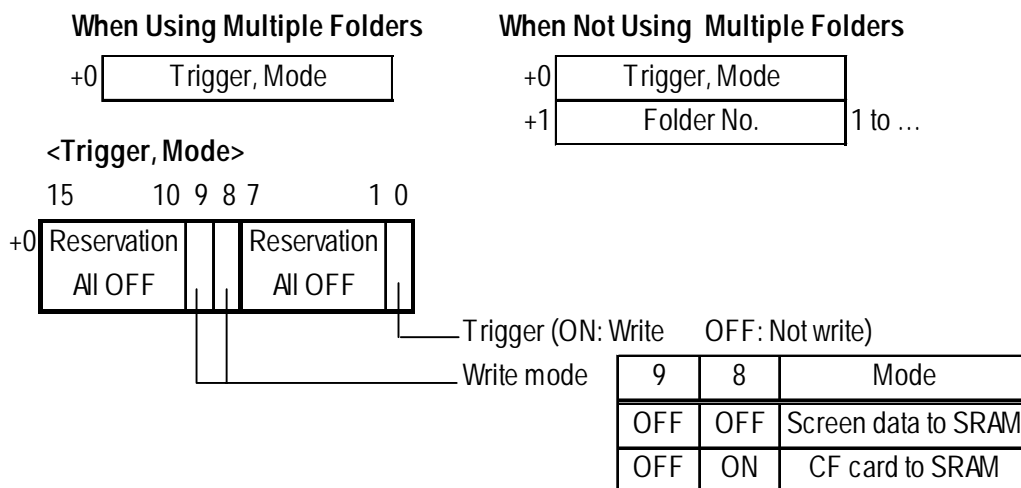 When Using Multiple Folders When Not Using Multiple Folders
+0 Trigger, Mode +0 Trigger, Mode
+1 Folder No. 1 to …
<Trigger, Mode>
15 10 9 8 7 1 0
+0 Reservation Reservation
All OFF All OFF
Trigger (ON: Write OFF: Not write)
Write mode 9 8 Mode
OFF OFF Screen data to SRAM
OFF ON CF card to SRAM